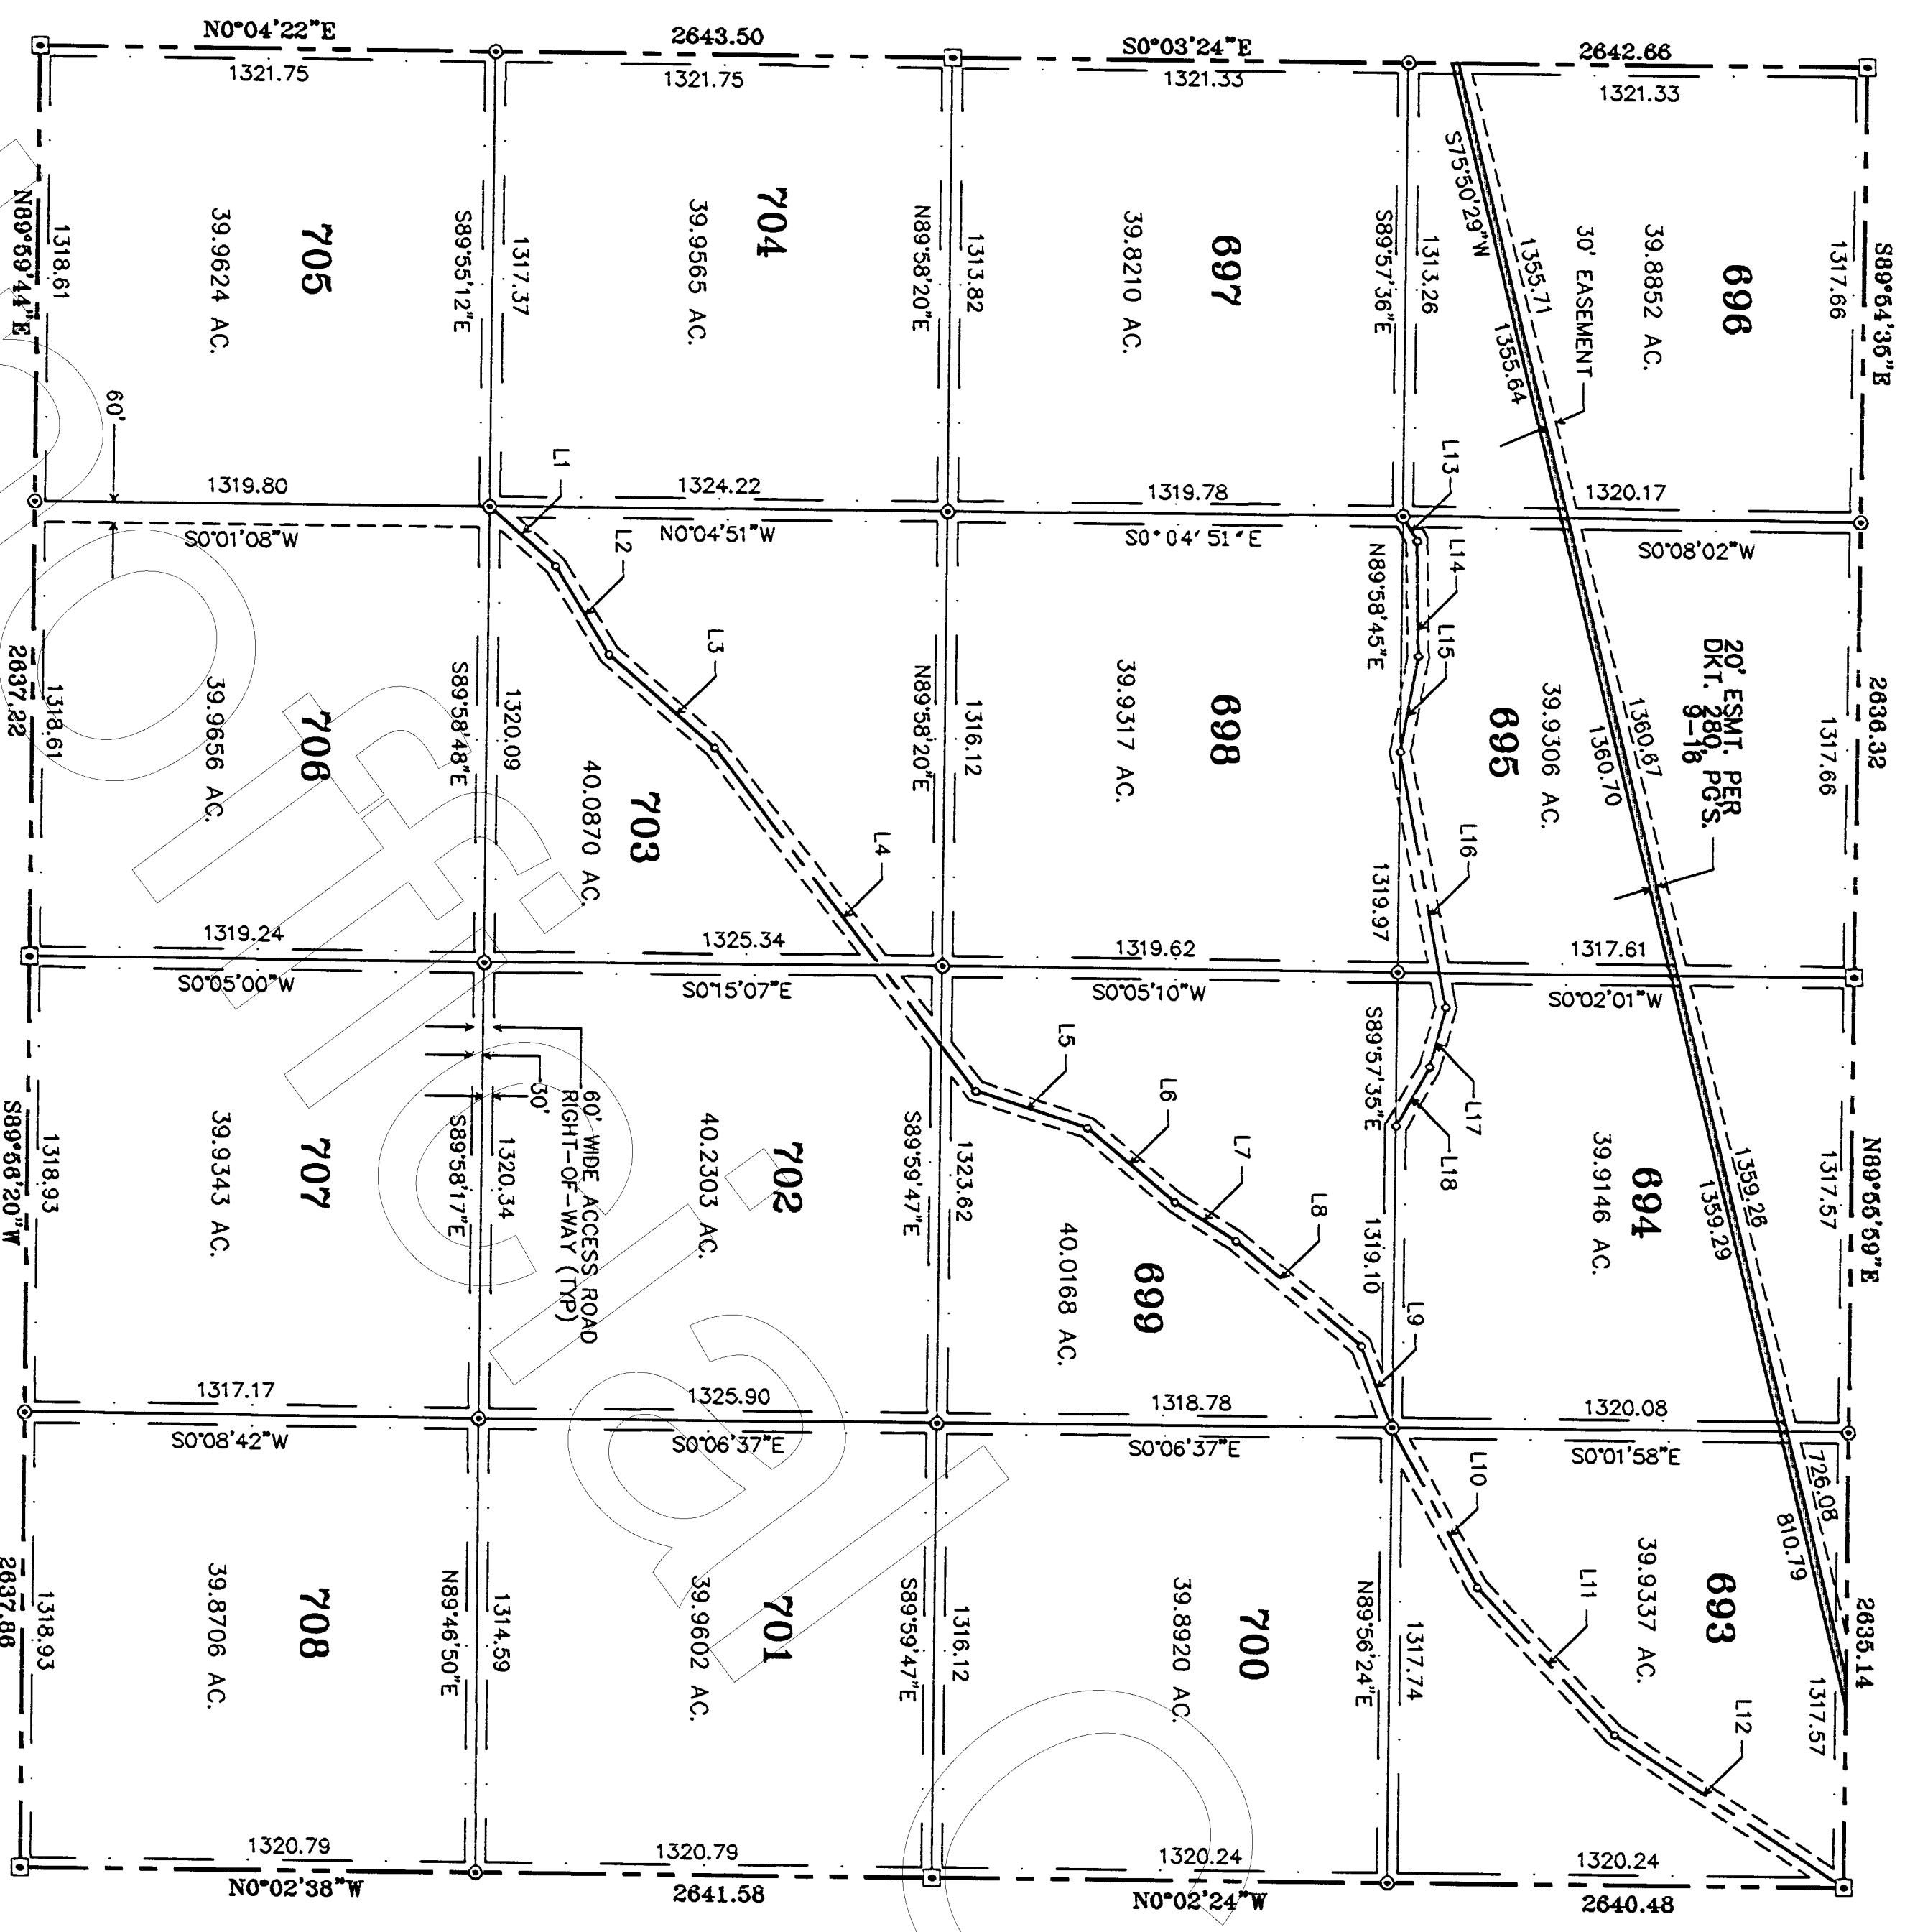 N0°04'22"E
2643.50
S0°03'24"E
2642.66
1321.75
1321.75
1321.33
1321.33
S89°54'35"E
1317.66
696
39.8852 AC.
30' EASEMENT
1355.71
1355.64
S75°50'29"W
1313.26
S89°57'36"E
697
39.8210 AC.
1313.82
N89°58'20"E
704
39.9565 AC.
1317.37
S89°55'12"E
705
39.9624 AC.
1318.61
N89°59'44"E
60'
1319.80
S0°01'08"W
1324.22
N0°04'51"W
1319.78
S0°04'51"E
1320.17
S0°08'02"W
L1
L2
L3
L4
L13
L14
L15
L16
2636.32
1317.66
20' ESMT. PER
DKT. 280, PG'S.
9-16
1360.67
1360.70
695
39.9306 AC.
N89°58'45"E
1319.97
698
39.9317 AC.
1316.12
N89°58'20"E
703
40.0870 AC.
1320.09
S89°58'48"E
706
39.9656 AC.
1318.61
2637.22
1319.24
S0°05'00"W
1325.34
S0°15'07"E
1319.62
S0°05'10"W
1317.61
S0°02'01"W
N89°55'59"E
1317.57
1359.26
1359.29
694
39.9146 AC.
L17
L18
S89°57'35"E
1319.10
L5
L6
L7
L8
L9
699
40.0168 AC.
1323.62
S89°59'47"E
702
40.2303 AC.
60' WIDE ACCESS ROAD
RIGHT-OF-WAY (TYP)
30'
1320.34
S89°58'17"E
707
39.9343 AC.
1318.93
S89°56'20"W
1317.17
S0°08'42"W
1325.90
S0°06'37"E
1318.78
S0°06'37"E
1320.08
S0°01'58"E
2635.14
1317.57
726.08
810.79
693
39.9337 AC.
L10
L11
L12
1317.74
N89°56'24"E
700
39.8920 AC.
1316.12
S89°59'47"E
701
39.9602 AC.
1314.59
N89°46'50"E
708
39.8706 AC.
1318.93
2637.86
1320.79
N0°02'38"W
1320.79
2641.58
1320.24
N0°02'24"W
1320.24
2640.48